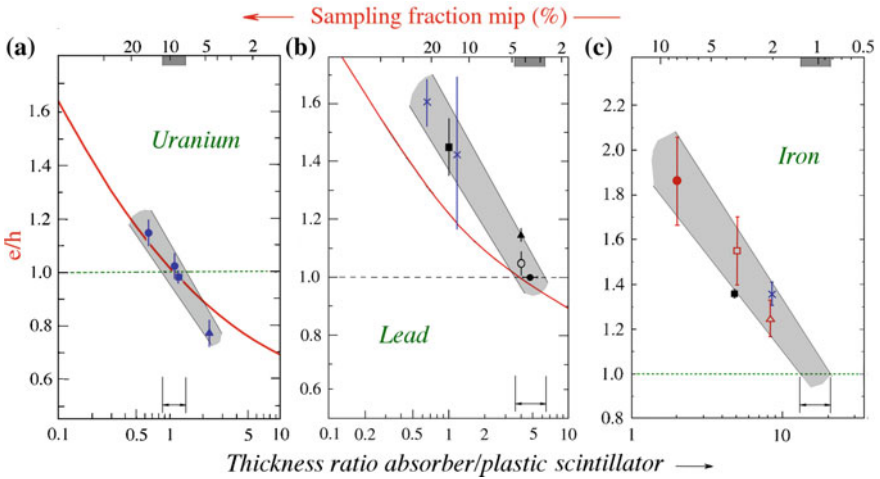 Sampling fraction mip (%)
(a) 20 10 5 2
(b) 20 10 5 2
(c) 10 5 2 1 0.5
e/h
1.6
1.4
1.2
1.0
0.8
0.6
Uranium
0.1 0.2 0.5 1 2 5 10
1.6
1.4
1.2
1.0
0.8
0.6
Lead
0.1 0.2 0.5 1 2 5 10
2.2
2.0
1.8
1.6
1.4
1.2
1.0
0.8
Iron
1 10
Thickness ratio absorber/plastic scintillator